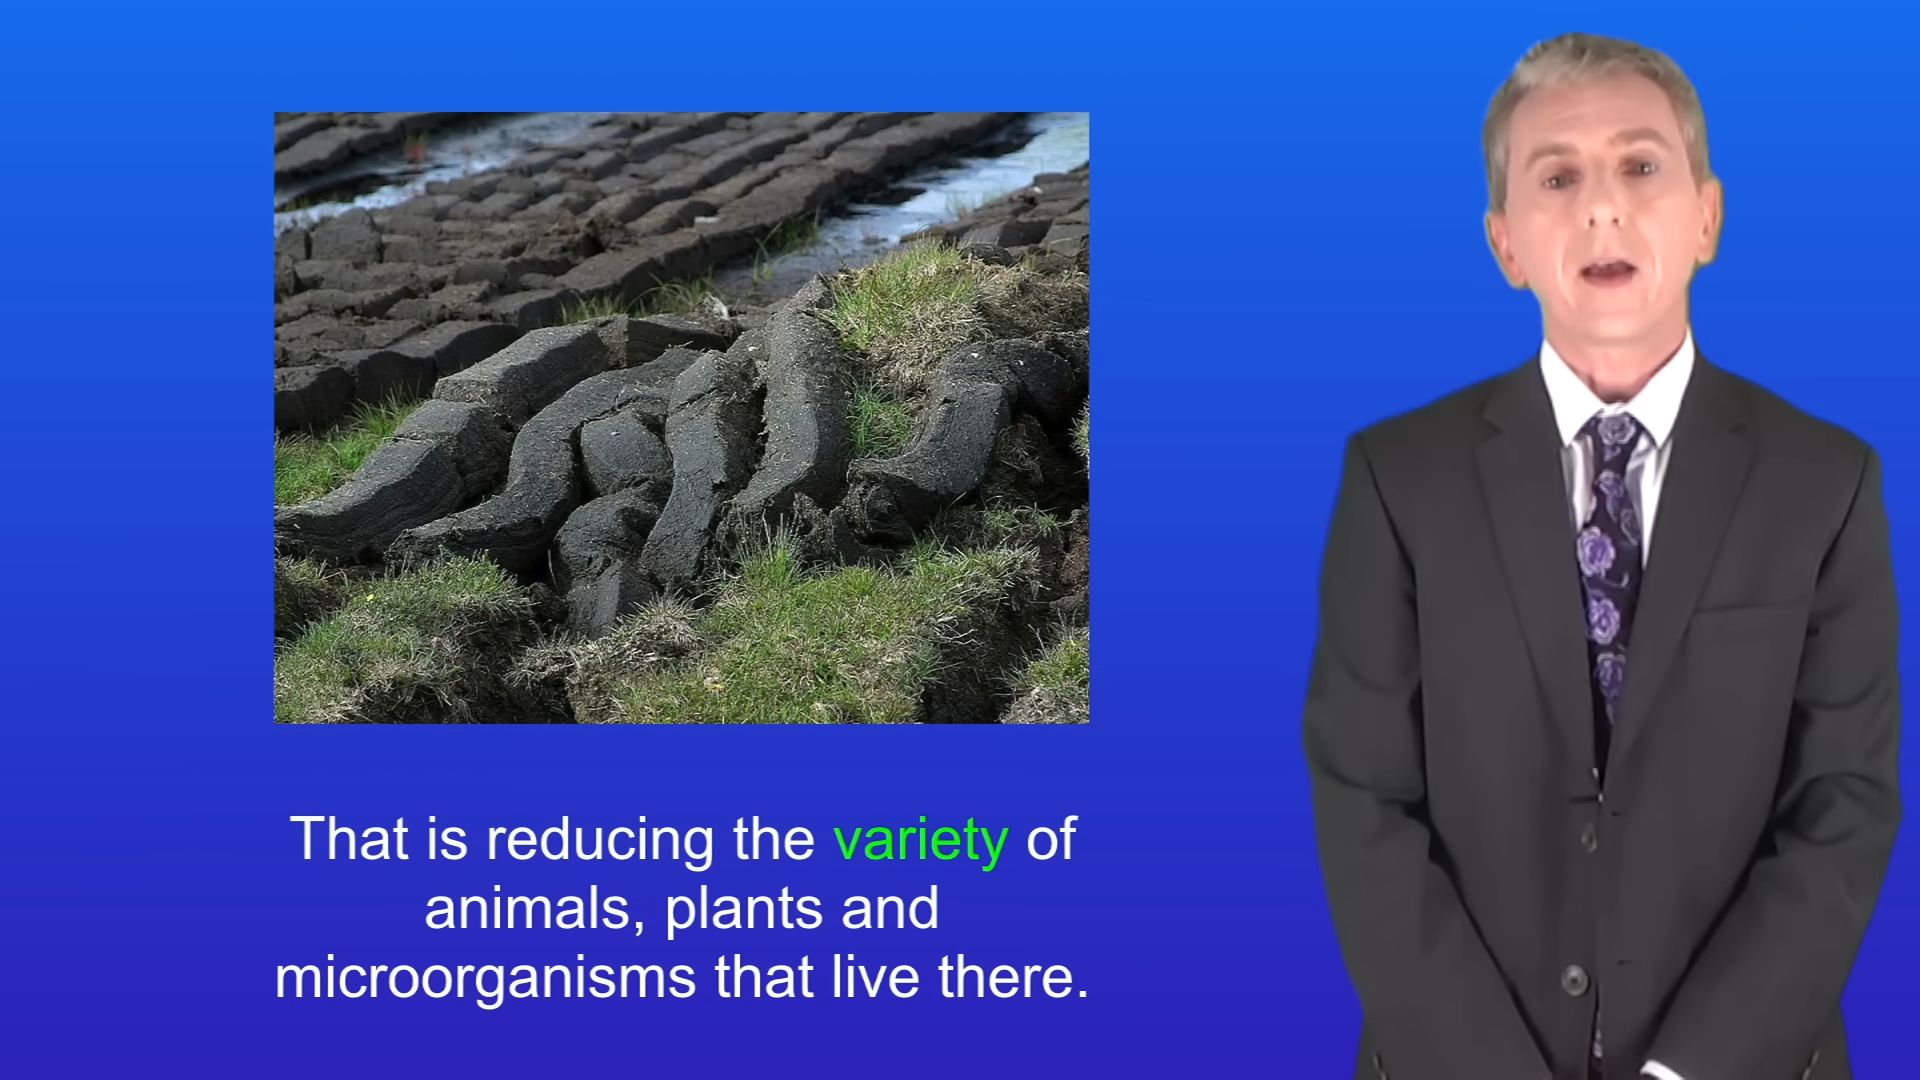 That is reducing the variety of
animals, plants and
microorganisms that live there.